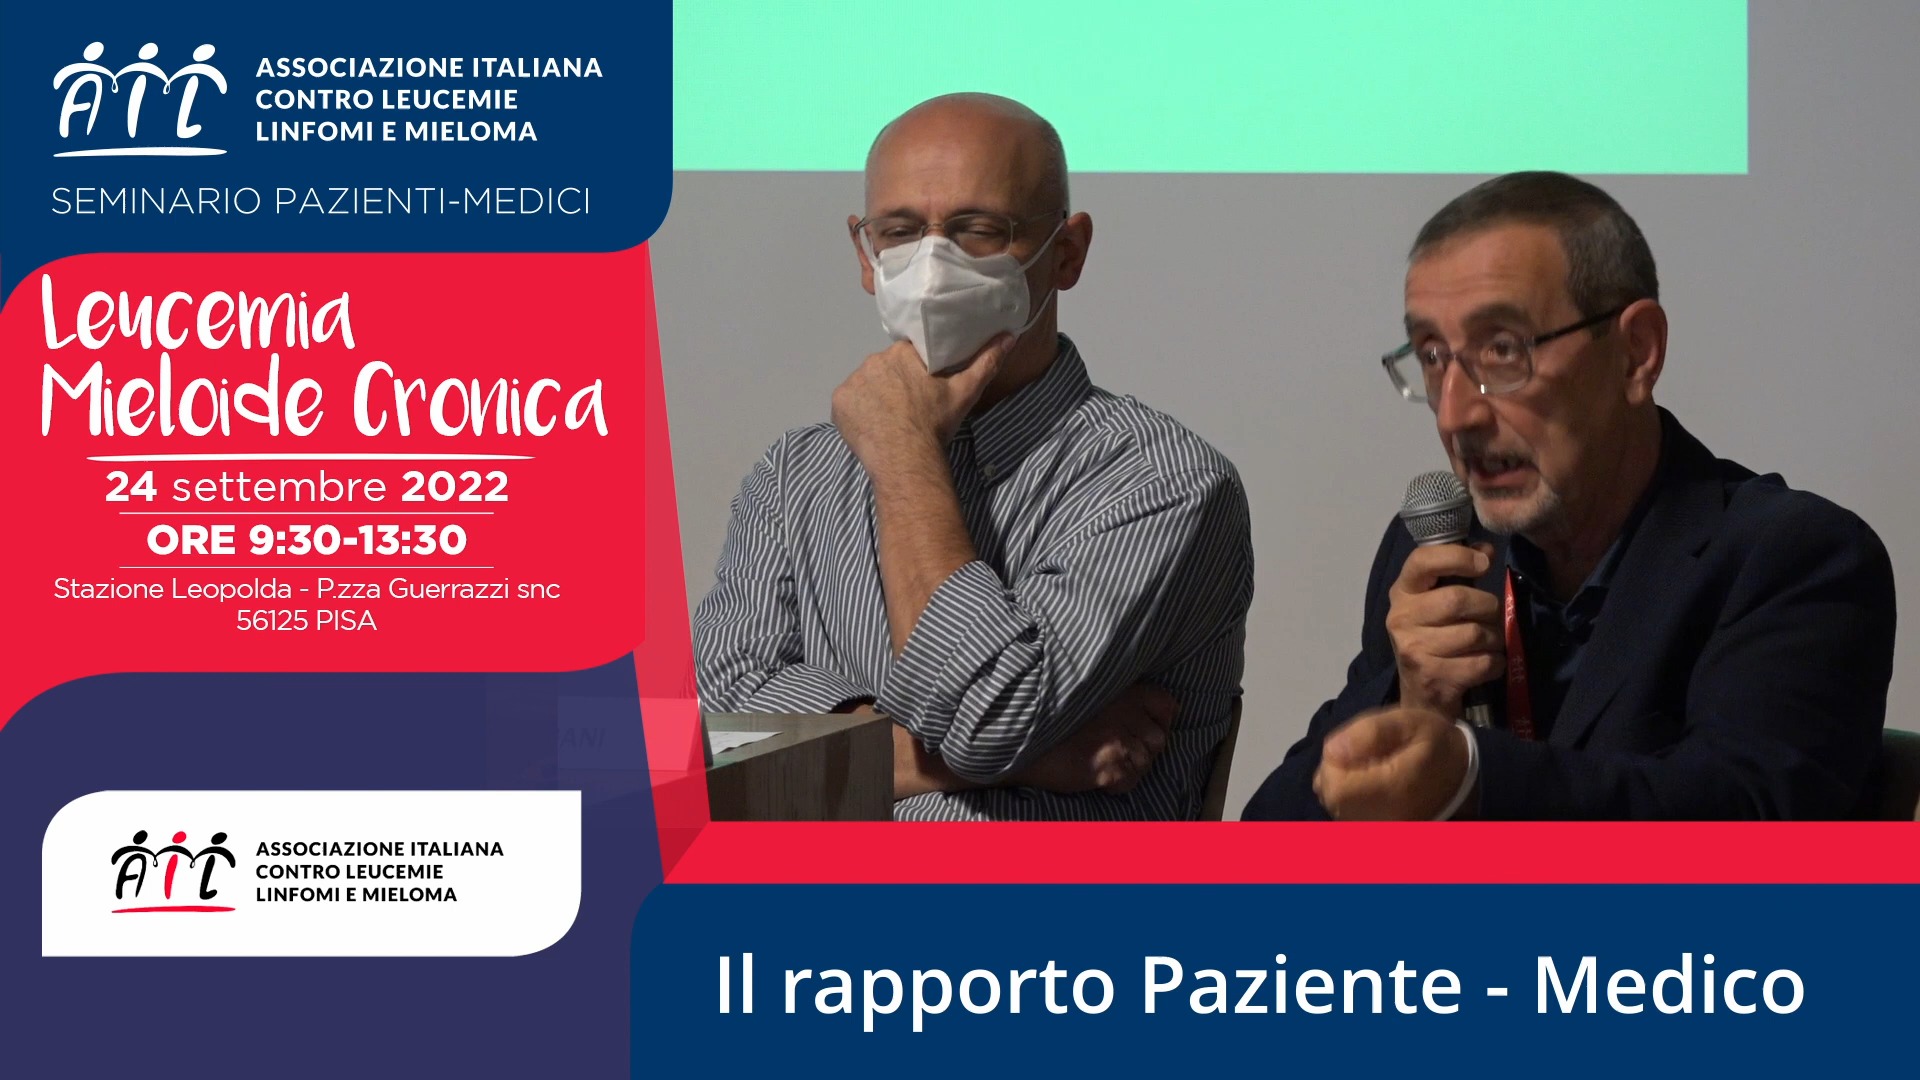 AIL
ASSOCIAZIONE ITALIANA
CONTRO LEUCEMIE
LINFOMI E MIELOMA
SEMINARIO PAZIENTI-MEDICI
Leucemia
Mieloide Cronica
24 settembre 2022
ORE 9:30-13:30
Stazione Leopolda - P.zza Guerrazzi snc
56125 PISA
AIL
ASSOCIAZIONE ITALIANA
CONTRO LEUCEMIE
LINFOMI E MIELOMA
Il rapporto Paziente - Medico